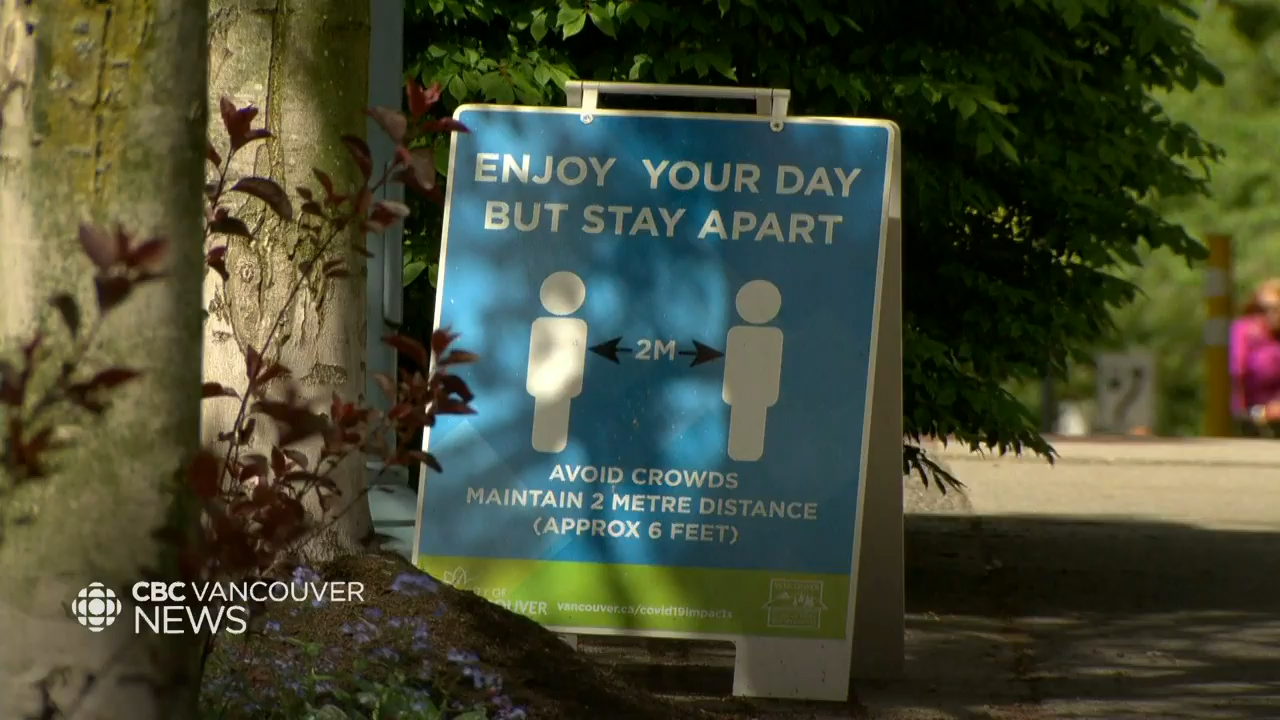 ENJOY YOUR DAY
BUT STAY APART
2M
AVOID CROWDS
MAINTAIN 2 METRE DISTANCE
(APPROX 6 FEET)
OF
vancouver.ca/covid19impacts
CBC VANCOUVER
NEWS